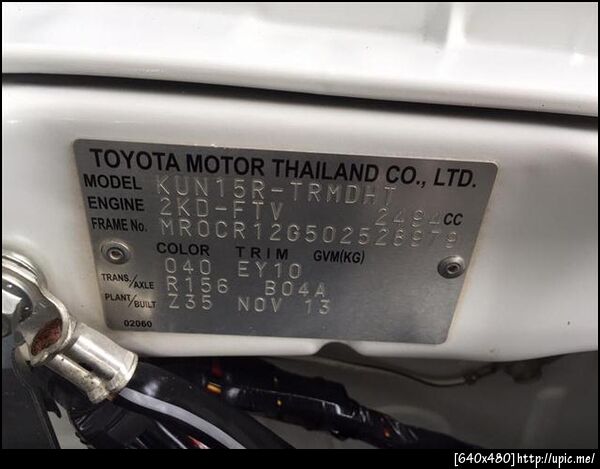 TOYOTA MOTOR THAILAND CO., LTD.
MODEL KUN15R-TRMDHT
ENGINE 2KD-FTV 2494CC
FRAME No. MR0CR12G502528979
COLOR TRIM GVM(KG)
040 EY10
TRANS./AXLE R156 B04A
PLANT/BUILT Z35 NOV 13
02060
[640x480]http://upic.me/